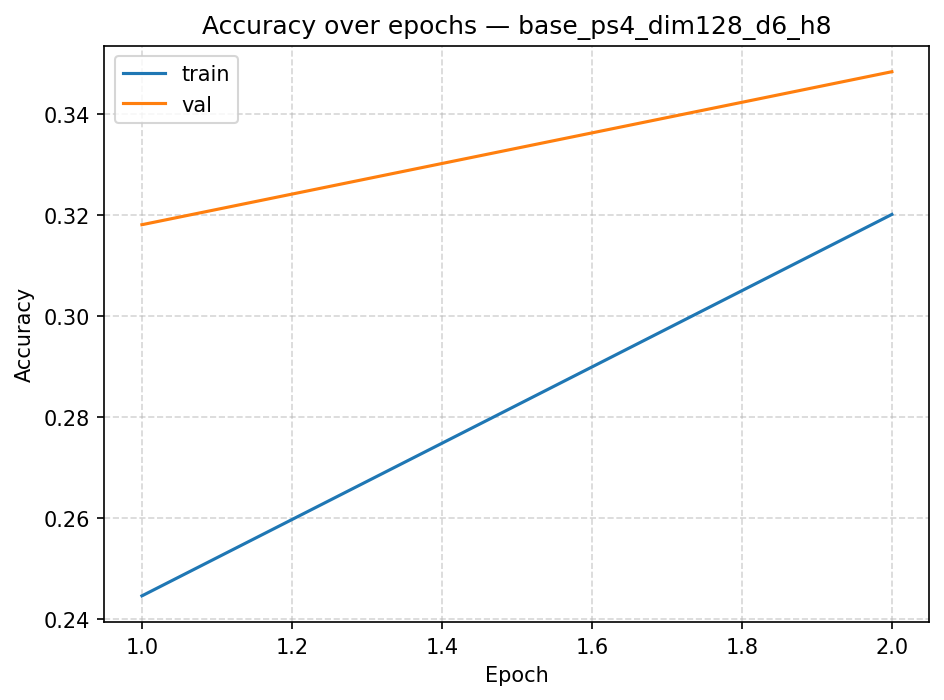 Accuracy over epochs — base_ps4_dim128_d6_h8
train
val
0.34
0.32
0.30
0.28
0.26
0.24
Accuracy
1.0 1.2 1.4 1.6 1.8 2.0
Epoch